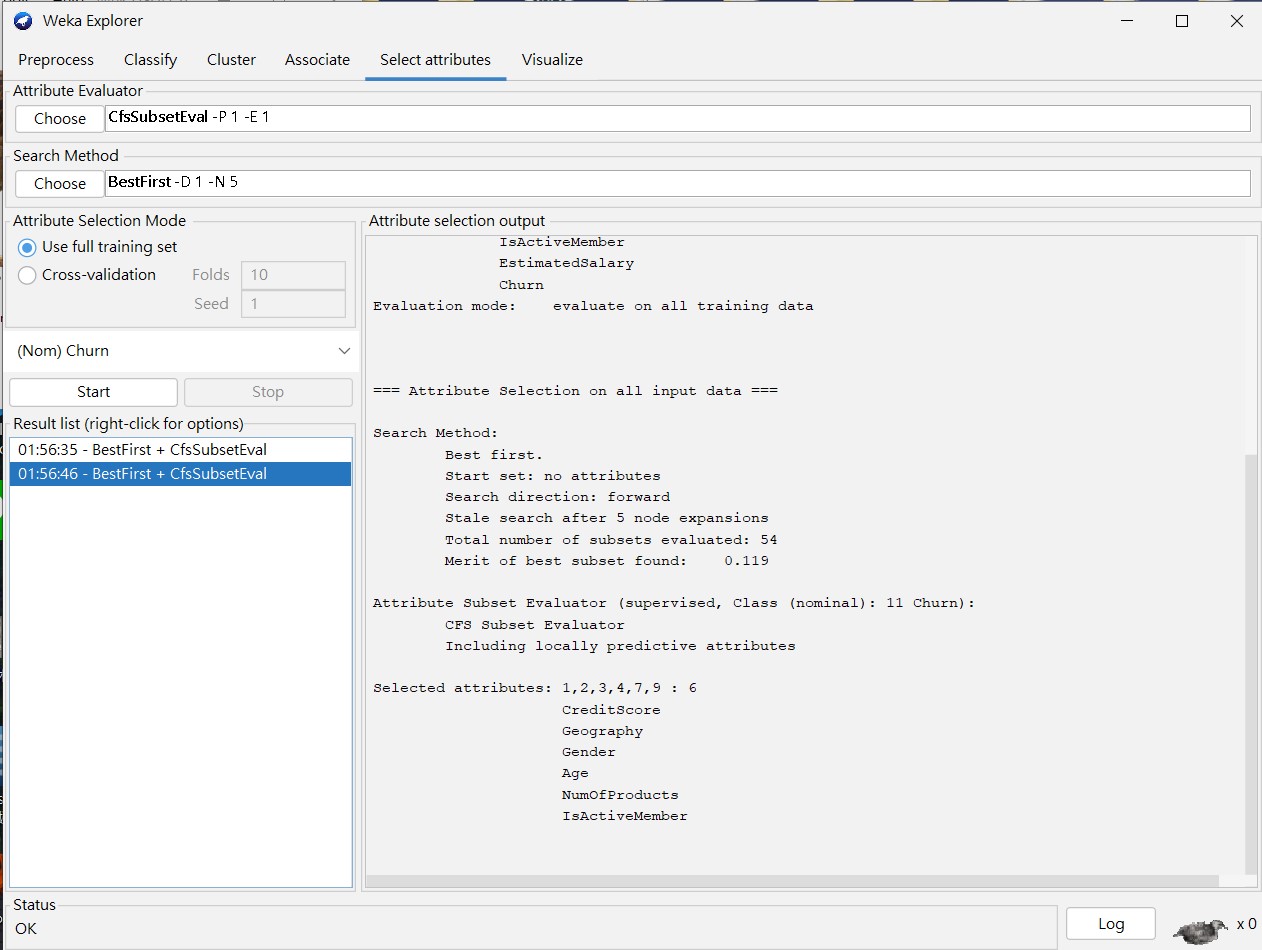 Weka Explorer
Preprocess Classify Cluster Associate Select attributes Visualize
Attribute Evaluator
Choose CfsSubsetEval -P 1 -E 1
Search Method
Choose BestFirst -D 1 -N 5
Attribute Selection Mode
Use full training set
Cross-validation Folds 10
Seed 1
(Nom) Churn
Start Stop
Result list (right-click for options)
01:56:35 - BestFirst + CfsSubsetEval
01:56:46 - BestFirst + CfsSubsetEval
Attribute selection output
IsActiveMember
EstimatedSalary
Churn
Evaluation mode: evaluate on all training data
=== Attribute Selection on all input data ===
Search Method:
Best first.
Start set: no attributes
Search direction: forward
Stale search after 5 node expansions
Total number of subsets evaluated: 54
Merit of best subset found: 0.119
Attribute Subset Evaluator (supervised, Class (nominal): 11 Churn):
CFS Subset Evaluator
Including locally predictive attributes
Selected attributes: 1,2,3,4,7,9 : 6
CreditScore
Geography
Gender
Age
NumOfProducts
IsActiveMember
Status
OK
Log x 0